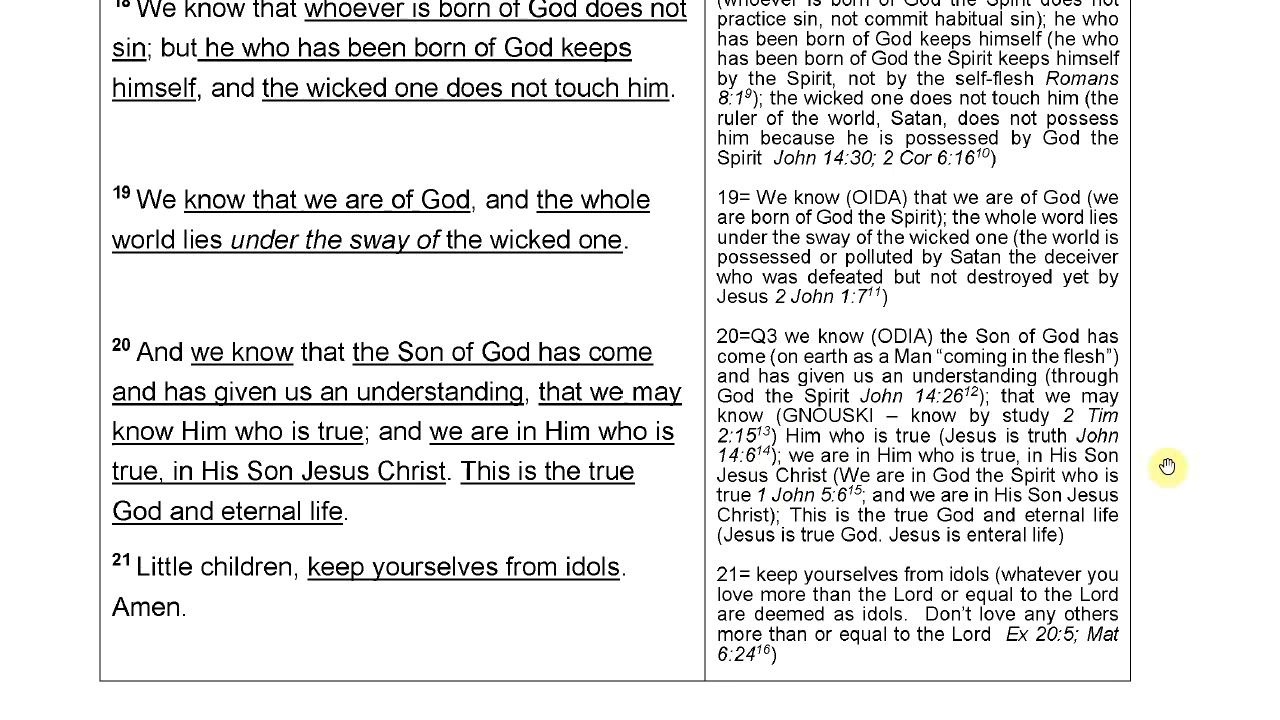 18 We know that whoever is born of God does not
sin; but he who has been born of God keeps
himself, and the wicked one does not touch him.
19 We know that we are of God, and the whole
world lies under the sway of the wicked one.
20 And we know that the Son of God has come
and has given us an understanding, that we may
know Him who is true; and we are in Him who is
true, in His Son Jesus Christ. This is the true
God and eternal life.
21 Little children, keep yourselves from idols.
Amen.
(whoever is born of God the Spirit does not
practice sin, not commit habitual sin); he who
has been born of God keeps himself (he who
has been born of God the Spirit keeps himself
by the Spirit, not by the self-flesh Romans
8:19); the wicked one does not touch him (the
ruler of the world, Satan, does not possess
him because he is possessed by God the
Spirit John 14:30; 2 Cor 6:1610)
19= We know (OIDA) that we are of God (we
are born of God the Spirit); the whole word lies
under the sway of the wicked one (the world is
possessed or polluted by Satan the deceiver
who was defeated but not destroyed yet by
Jesus 2 John 1:711)
20=Q3 we know (ODIA) the Son of God has
come (on earth as a Man “coming in the flesh”)
and has given us an understanding (through
God the Spirit John 14:2612); that we may
know (GNOUSKI – know by study 2 Tim
2:1513) Him who is true (Jesus is truth John
14:614); we are in Him who is true, in His Son
Jesus Christ (We are in God the Spirit who is
true 1 John 5:615; and we are in His Son Jesus
Christ); This is the true God and eternal life
(Jesus is true God. Jesus is enteral life)
21= keep yourselves from idols (whatever you
love more than the Lord or equal to the Lord
are deemed as idols. Don’t love any others
more than or equal to the Lord Ex 20:5; Mat
6:2416)